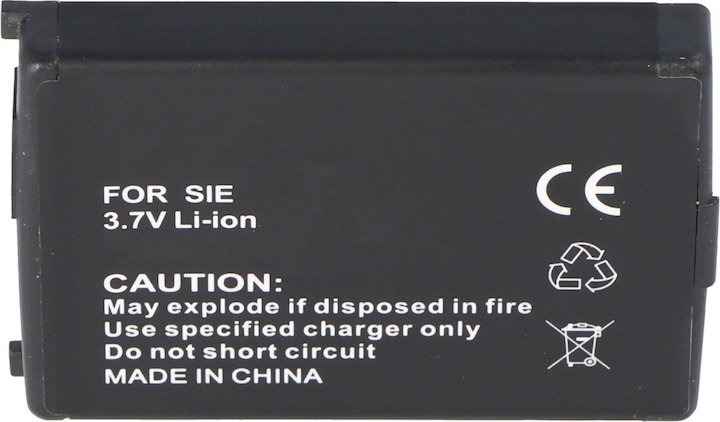 FOR SIE
3.7V Li-ion
CE
CAUTION:
May explode if disposed in fire
Use specified charger only
Do not short circuit
MADE IN CHINA